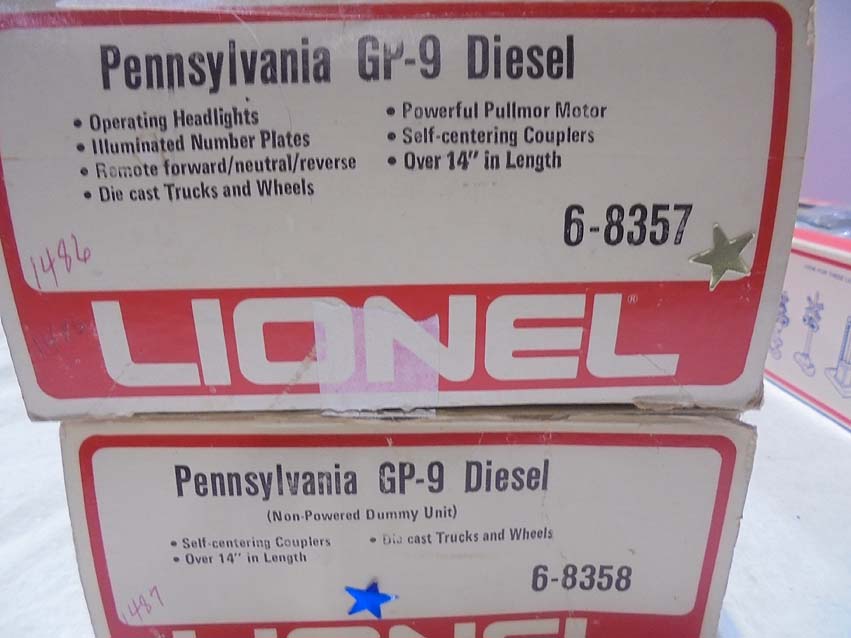 Pennsylvania GP-9 Diesel
• Operating Headlights
• Illuminated Number Plates
• Remote forward/neutral/reverse
• Die cast Trucks and Wheels
• Powerful Pullmor Motor
• Self-centering Couplers
• Over 14" in Length
6-8357
1486
LIONEL®
Pennsylvania GP-9 Diesel
(Non-Powered Dummy Unit)
• Self-centering Couplers
• Over 14" in Length
• Die cast Trucks and Wheels
6-8358
1487
LIONEL